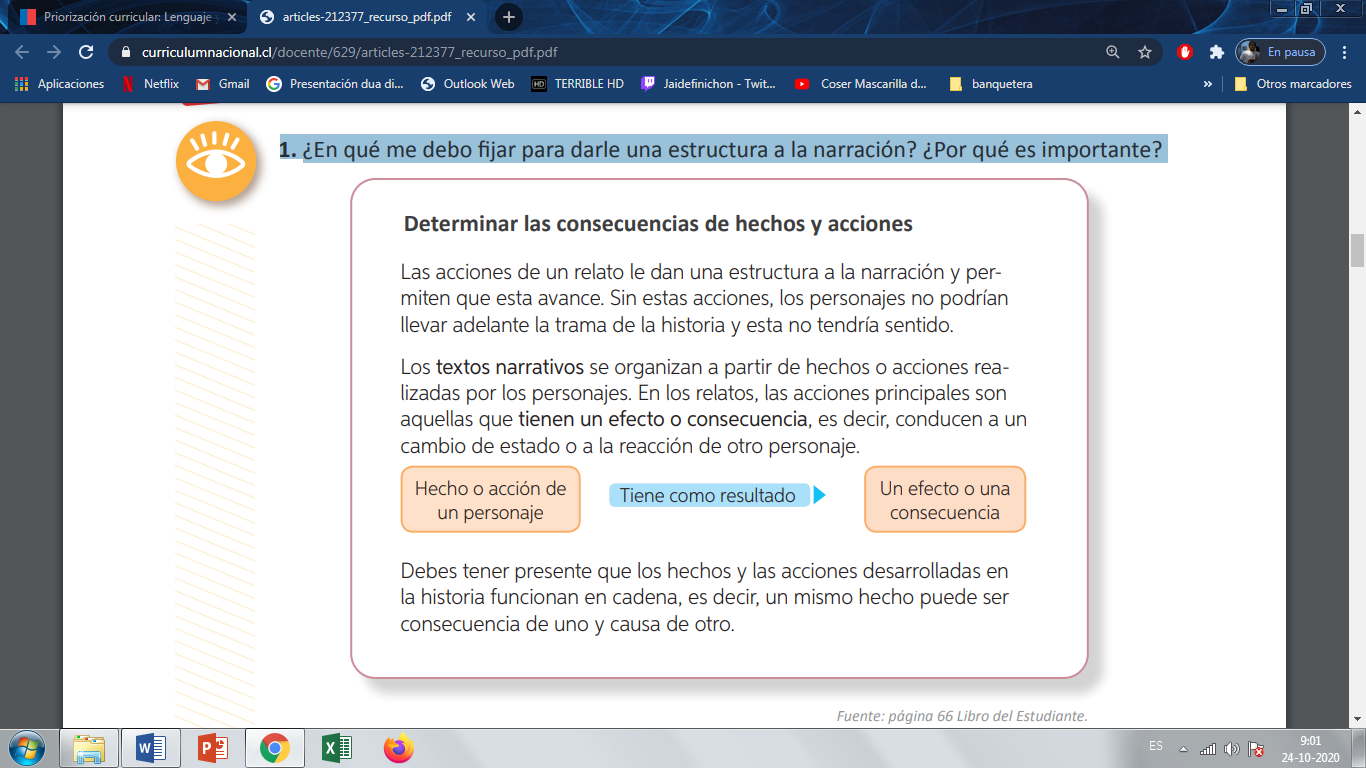 Priorización curricular: Lenguaje
articles-212377_recurso_pdf.pdf
curriculumnacional.cl/docente/629/articles-212377_recurso_pdf.pdf
En pausa
Aplicaciones
Netflix
Gmail
Presentación dua di...
Outlook Web
HD
TERRIBLE HD
Jaidefinichon - Twit...
Coser Mascarilla d...
banquetera
»
Otros marcadores
1. ¿En qué me debo fijar para darle una estructura a la narración? ¿Por qué es importante?
Determinar las consecuencias de hechos y acciones
Las acciones de un relato le dan una estructura a la narración y per-
miten que esta avance. Sin estas acciones, los personajes no podrían
llevar adelante la trama de la historia y esta no tendría sentido.
Los textos narrativos se organizan a partir de hechos o acciones rea-
lizadas por los personajes. En los relatos, las acciones principales son
aquellas que tienen un efecto o consecuencia, es decir, conducen a un
cambio de estado o a la reacción de otro personaje.
Hecho o acción de
un personaje
Tiene como resultado
Un efecto o una
consecuencia
Debes tener presente que los hechos y las acciones desarrolladas en
la historia funcionan en cadena, es decir, un mismo hecho puede ser
consecuencia de uno y causa de otro.
Fuente: página 66 Libro del Estudiante.
ES
9:01
24-10-2020